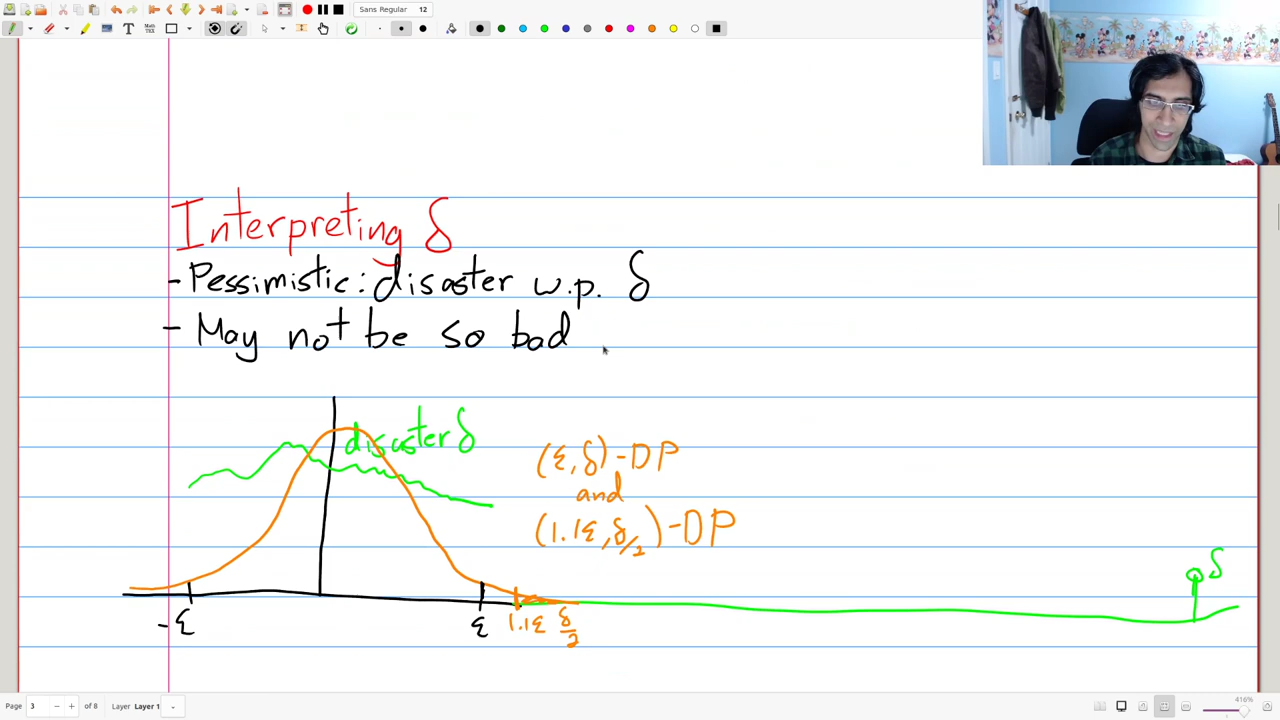 Sans Regular 12
Interpreting δ
- Pessimistic: disaster w.p. δ
- May not be so bad
disaster δ
(ε,δ)-DP
and
(1.1ε, δ/2)-DP
δ
-ε
ε
1.1ε
δ/2
Page 3 of 8 Layer Layer 1
416%